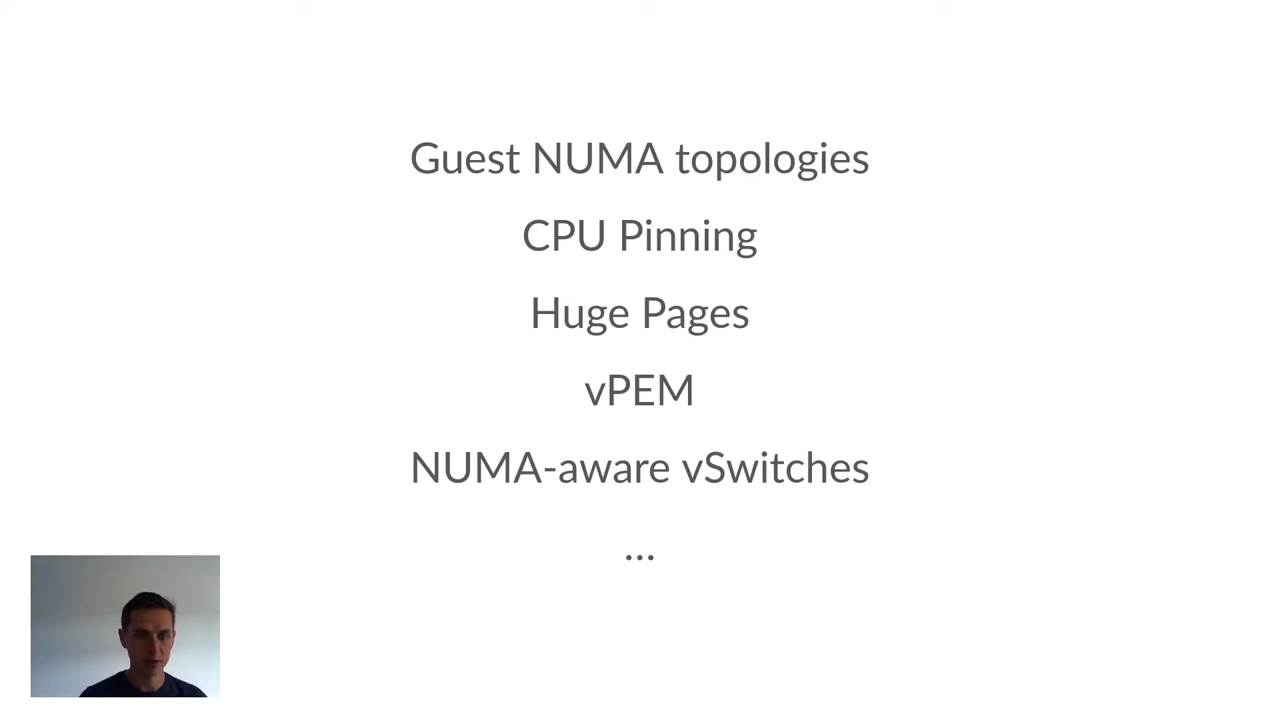 Guest NUMA topologies
CPU Pinning
Huge Pages
vPEM
NUMA-aware vSwitches
...